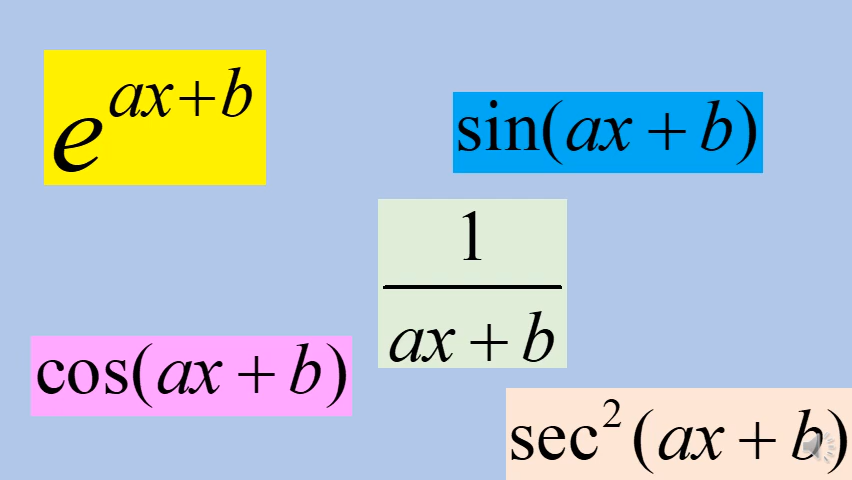 e^{ax+b}
sin(ax + b)
1
ax + b
cos(ax + b)
sec²(ax + b)